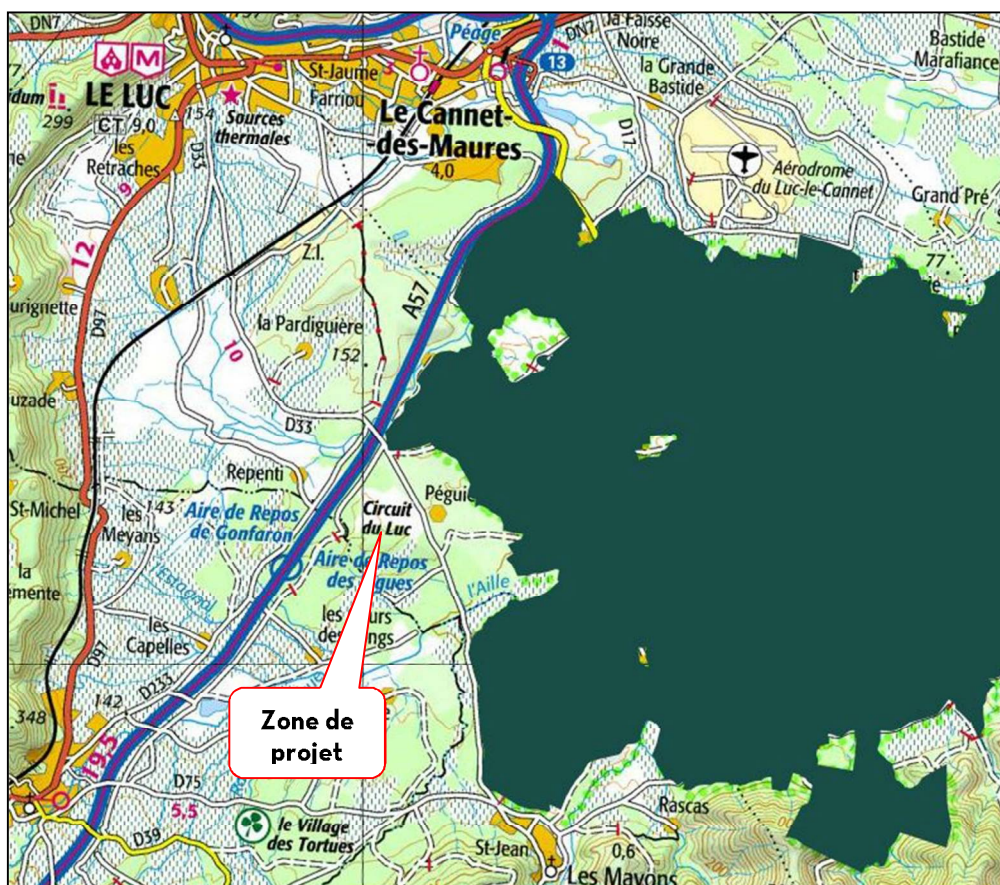 DN7
Péage
DN7
la Faisse
Noire
Bastide
Marafiance
13
la Grande
Bastide
M
St-Jaume
Farriou
3
LE LUC
299
CT 9,0
154
Sources
thermales
Le Cannet-
-des-Maures
4,0
D17
les
Retraches
D33
9
Aérodrome
du Luc-le-Cannet
Grand Pré
12
Z.I.
77
A57
D97
la Pardiguière
152
10
D33
Repenti
St-Michel
les
Meyans
143
Aire de Repos
de Gonfaron
Circuit
du Luc
Aire de Repos
l'Aille
les
Capelles
D97
D233
142
348
Zone de
projet
19,5
D75
5,5
le Village
des Tortues
D39
Rascas
St-Jean
0,6
Les Mayons